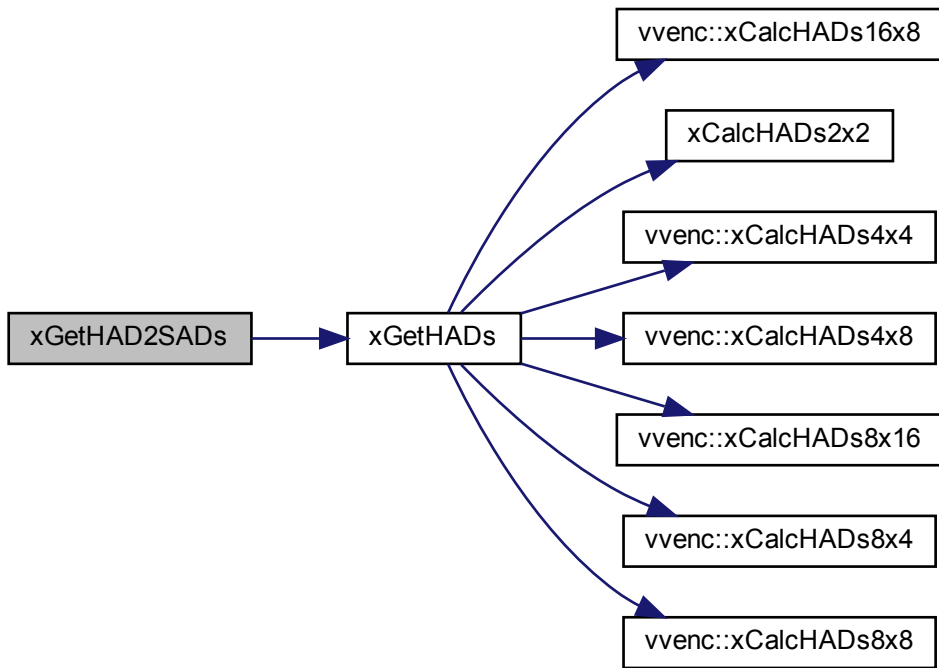 vvenc::xCalcHADs16x8
xCalcHADs2x2
vvenc::xCalcHADs4x4
xGetHAD2SADs
xGetHADs
vvenc::xCalcHADs4x8
vvenc::xCalcHADs8x16
vvenc::xCalcHADs8x4
vvenc::xCalcHADs8x8